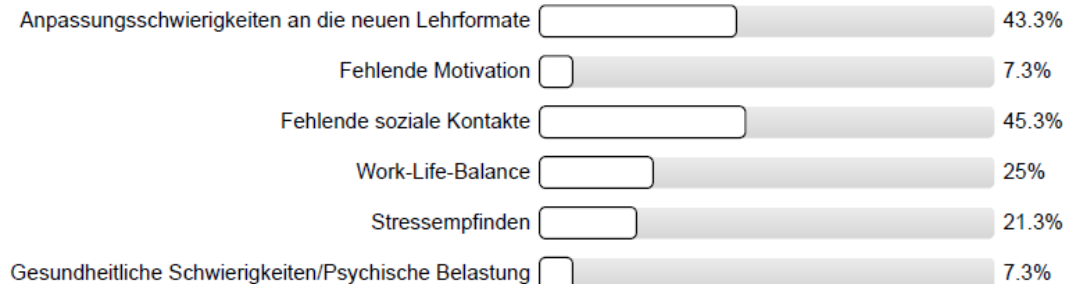 Anpassungsschwierigkeiten an die neuen Lehrformate 43.3%
Fehlende Motivation 7.3%
Fehlende soziale Kontakte 45.3%
Work-Life-Balance 25%
Stressempfinden 21.3%
Gesundheitliche Schwierigkeiten/Psychische Belastung 7.3%